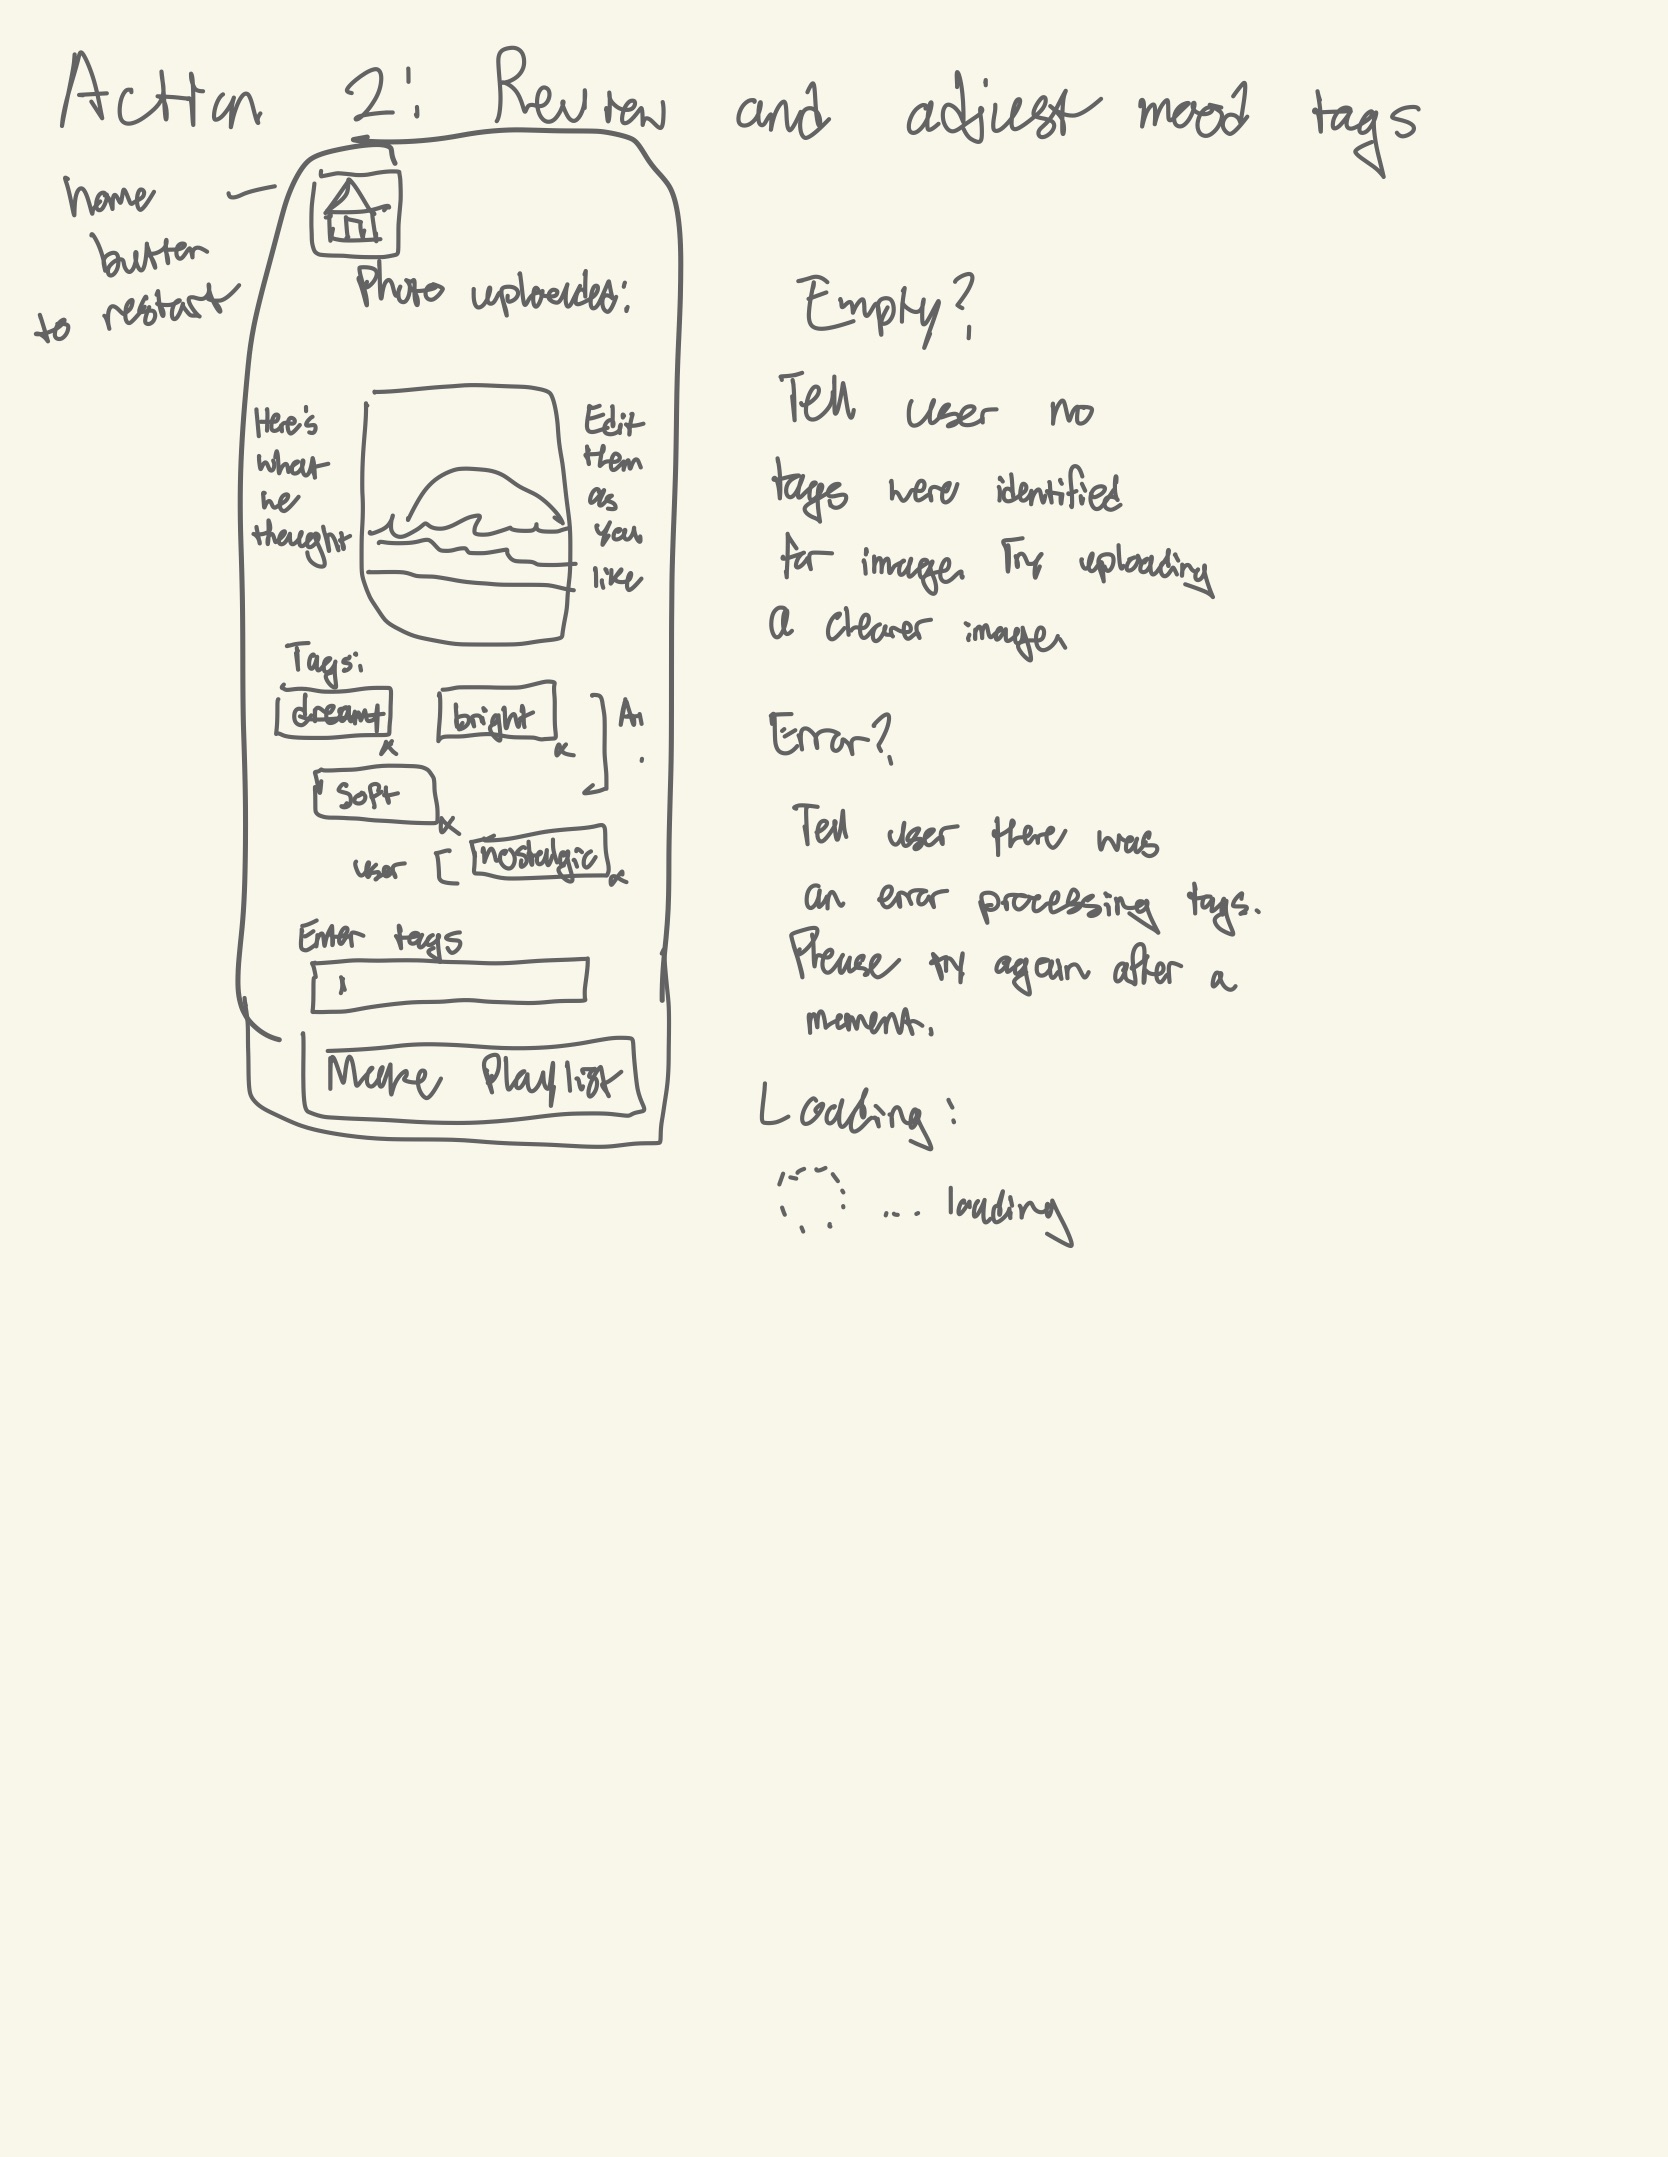 Action 2: Review and adjust mood tags
home
button
to restart
Photo uploaded:
Here's
what
we
thought
Edit
them
as
you
like
Tags:
dreamy x
bright x
Ai
soft x
user [ nostalgic x
Enter tags
Make Playlist
Empty?
Tell user no
tags were identified
for image. Try uploading
a clearer image.
Error?
Tell user there was
an error processing tags.
Please try again after a
moment.
Loading:
... loading